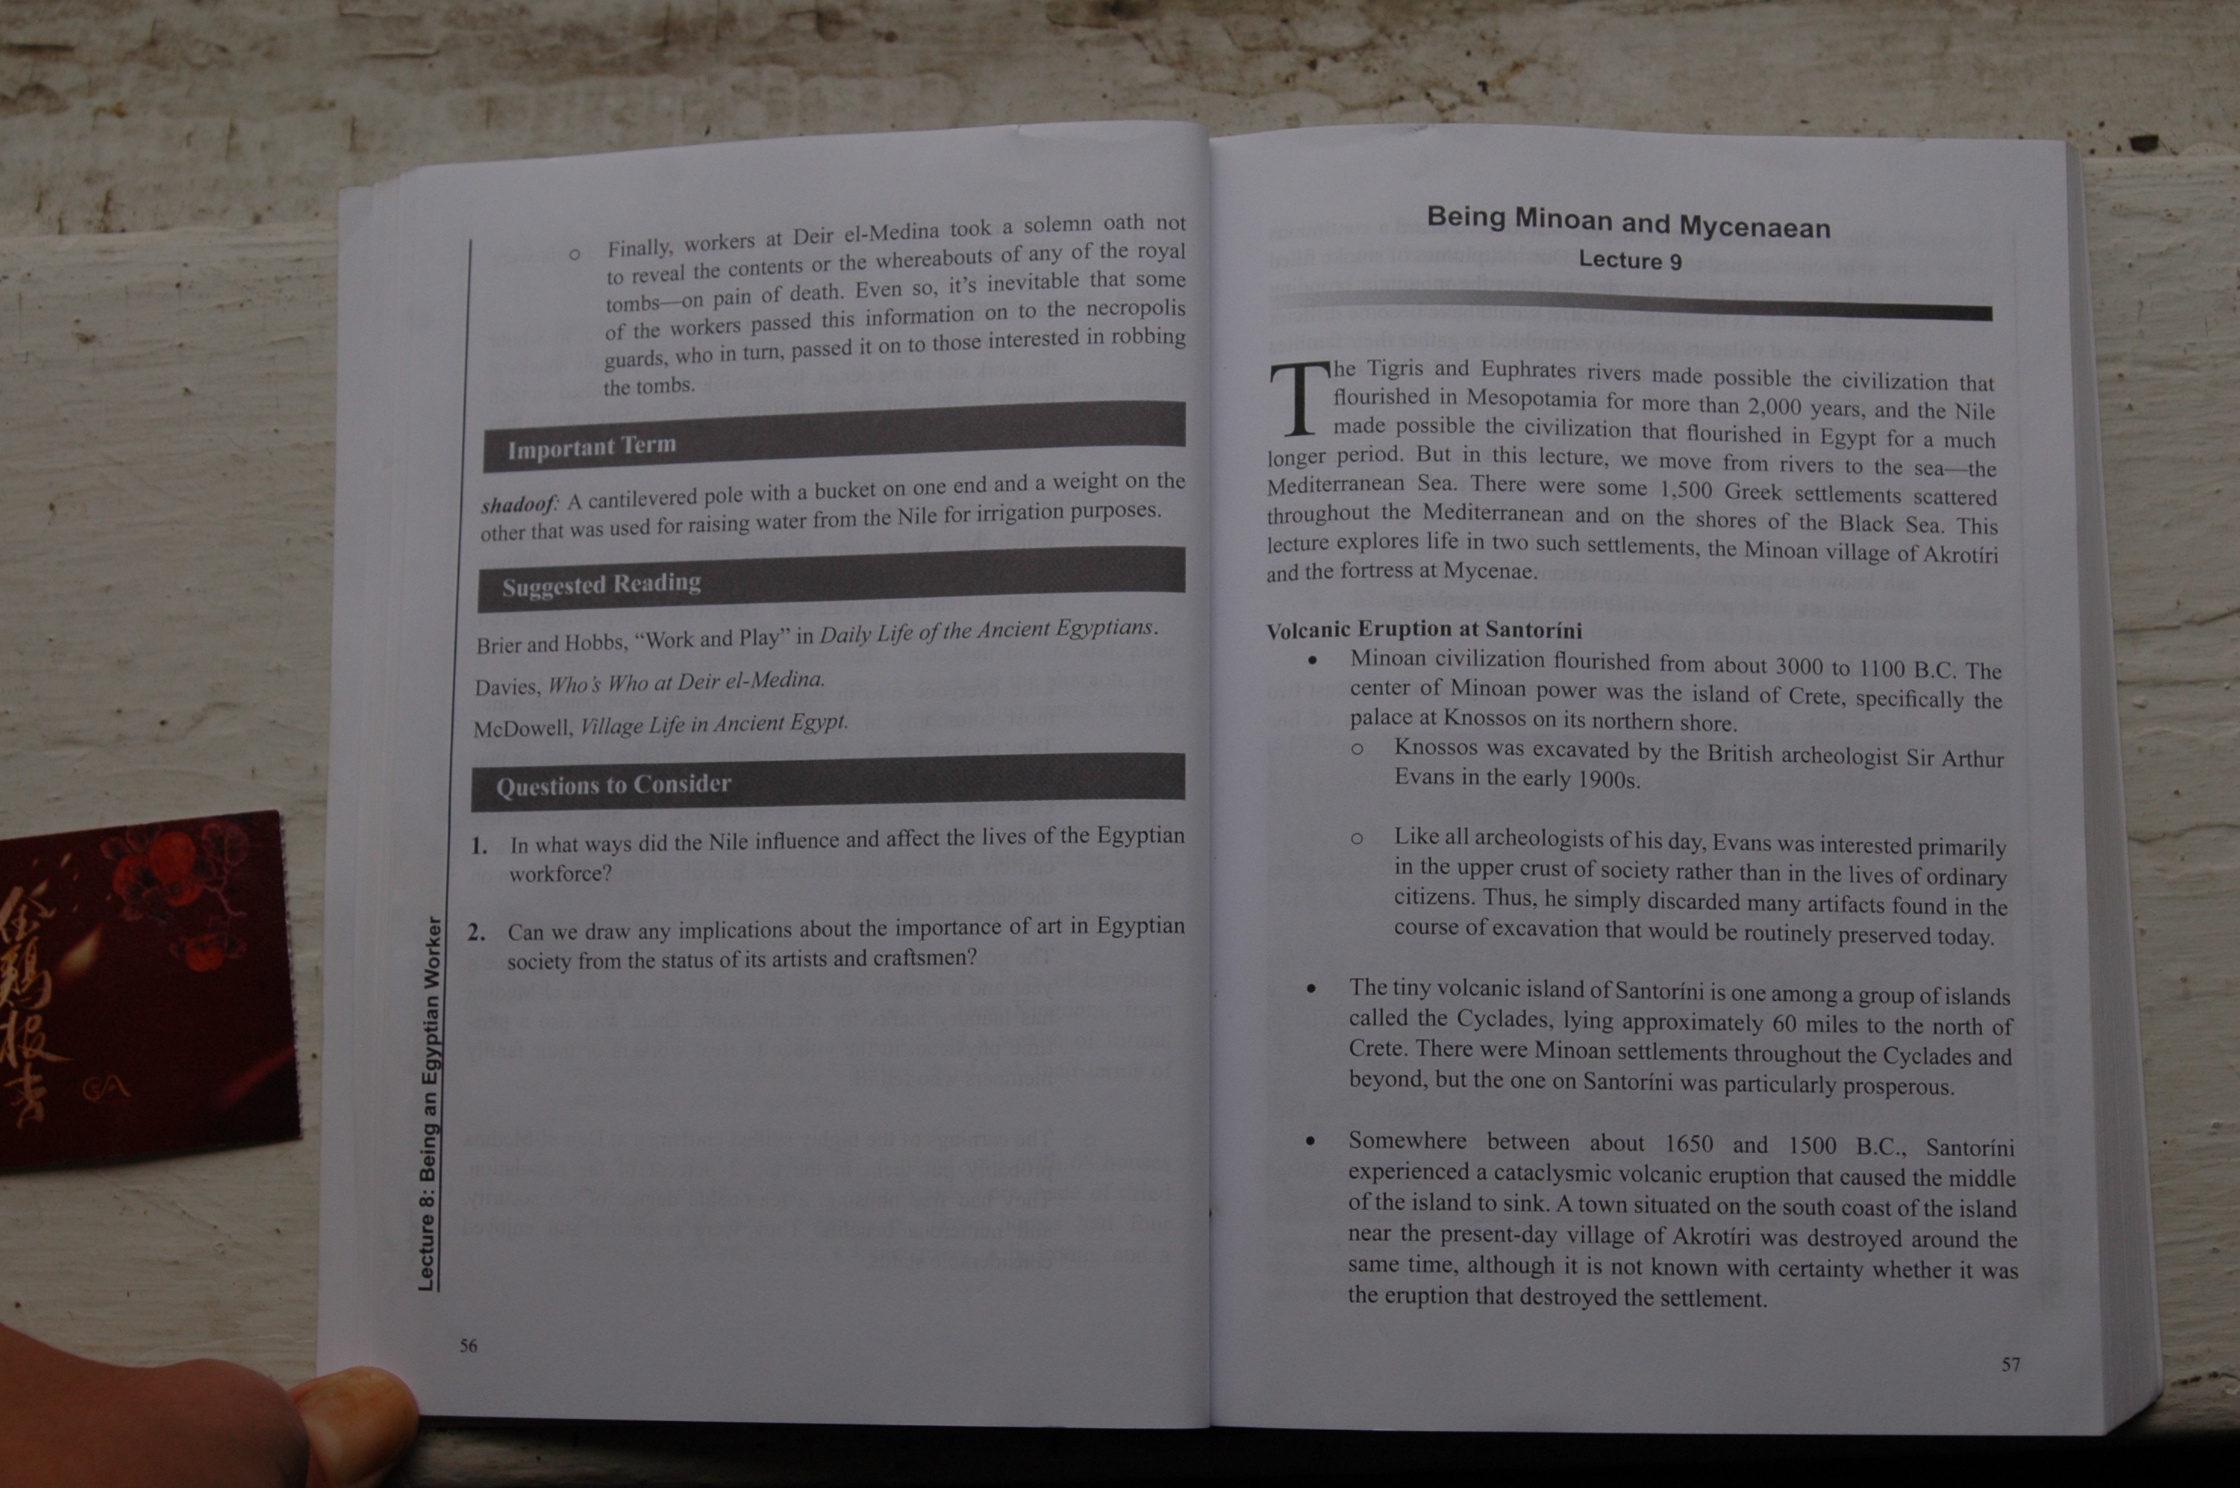 金
鷄
报
GA
Lecture 8: Being an Egyptian Worker
○ Finally, workers at Deir el-Medina took a solemn oath not
to reveal the contents or the whereabouts of any of the royal
tombs—on pain of death. Even so, it's inevitable that some
of the workers passed this information on to the necropolis
guards, who in turn, passed it on to those interested in robbing
the tombs.
Important Term
shadoof: A cantilevered pole with a bucket on one end and a weight on the
other that was used for raising water from the Nile for irrigation purposes.
Suggested Reading
Brier and Hobbs, “Work and Play” in Daily Life of the Ancient Egyptians.
Davies, Who's Who at Deir el-Medina.
McDowell, Village Life in Ancient Egypt.
Questions to Consider
1. In what ways did the Nile influence and affect the lives of the Egyptian
workforce?
2. Can we draw any implications about the importance of art in Egyptian
society from the status of its artists and craftsmen?
56
Being Minoan and Mycenaean
Lecture 9
The Tigris and Euphrates rivers made possible the civilization that
flourished in Mesopotamia for more than 2,000 years, and the Nile
made possible the civilization that flourished in Egypt for a much
longer period. But in this lecture, we move from rivers to the sea—the
Mediterranean Sea. There were some 1,500 Greek settlements scattered
throughout the Mediterranean and on the shores of the Black Sea. This
lecture explores life in two such settlements, the Minoan village of Akrotíri
and the fortress at Mycenae.
Volcanic Eruption at Santoríni
• Minoan civilization flourished from about 3000 to 1100 B.C. The
center of Minoan power was the island of Crete, specifically the
palace at Knossos on its northern shore.
○ Knossos was excavated by the British archeologist Sir Arthur
Evans in the early 1900s.
○ Like all archeologists of his day, Evans was interested primarily
in the upper crust of society rather than in the lives of ordinary
citizens. Thus, he simply discarded many artifacts found in the
course of excavation that would be routinely preserved today.
• The tiny volcanic island of Santoríni is one among a group of islands
called the Cyclades, lying approximately 60 miles to the north of
Crete. There were Minoan settlements throughout the Cyclades and
beyond, but the one on Santoríni was particularly prosperous.
• Somewhere between about 1650 and 1500 B.C., Santoríni
experienced a cataclysmic volcanic eruption that caused the middle
of the island to sink. A town situated on the south coast of the island
near the present-day village of Akrotíri was destroyed around the
same time, although it is not known with certainty whether it was
the eruption that destroyed the settlement.
57